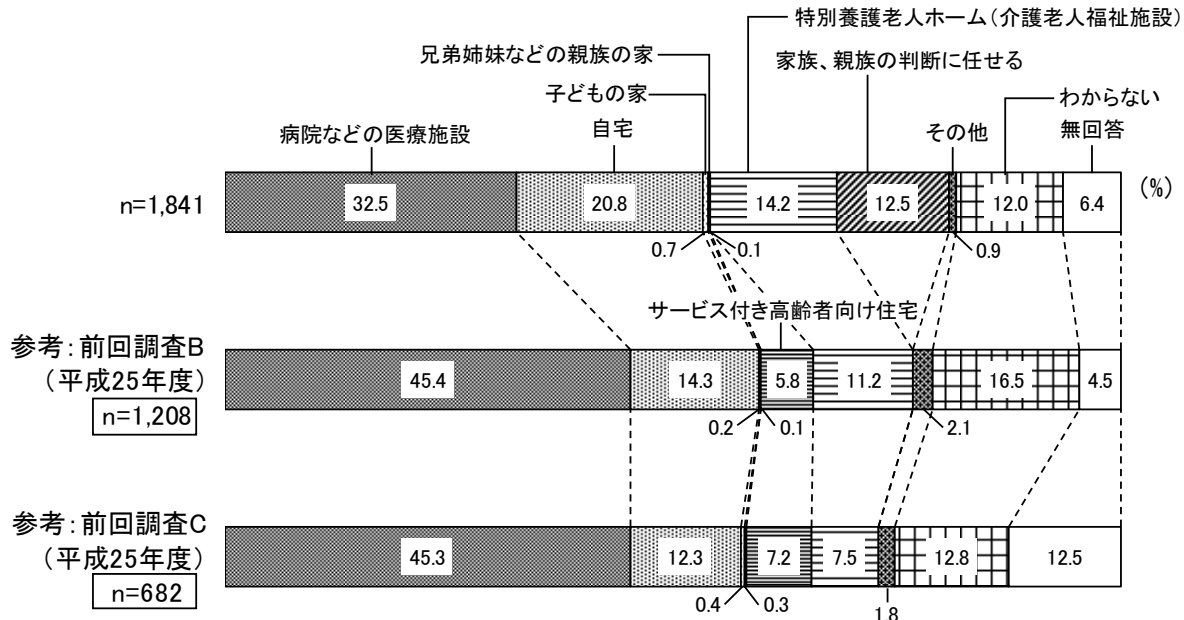 特別養護老人ホーム(介護老人福祉施設)
兄弟姉妹などの親族の家
家族、親族の判断に任せる
子どもの家
わからない
病院などの医療施設
自宅
その他
無回答
n=1,841
32.5
20.8
14.2
12.5
12.0
6.4
(%)
0.7
0.1
0.9
サービス付き高齢者向け住宅
参考:前回調査B
(平成25年度)
n=1,208
45.4
14.3
5.8
11.2
16.5
4.5
0.2
0.1
2.1
参考:前回調査C
(平成25年度)
n=682
45.3
12.3
7.2
7.5
12.8
12.5
0.4
0.3
1.8